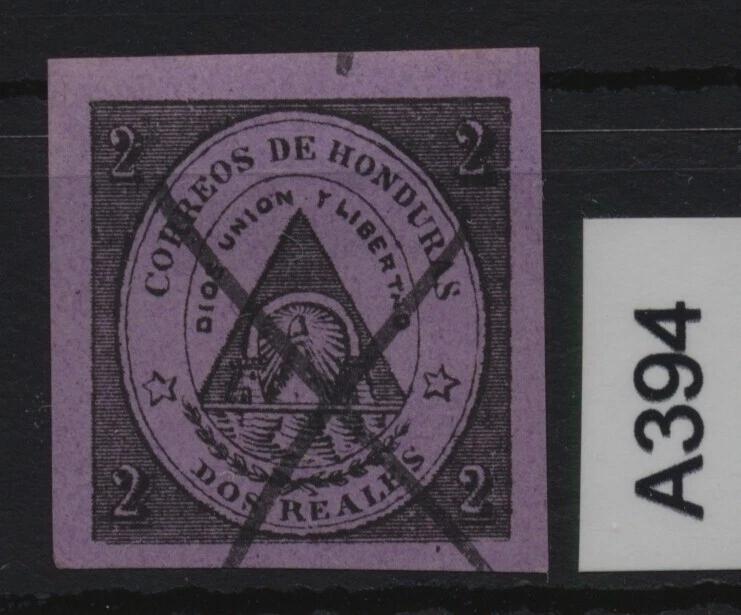 2 2
CORREOS DE HONDURAS
DIOS UNION Y LIBERTAD
DOS REALES
2 2
A394